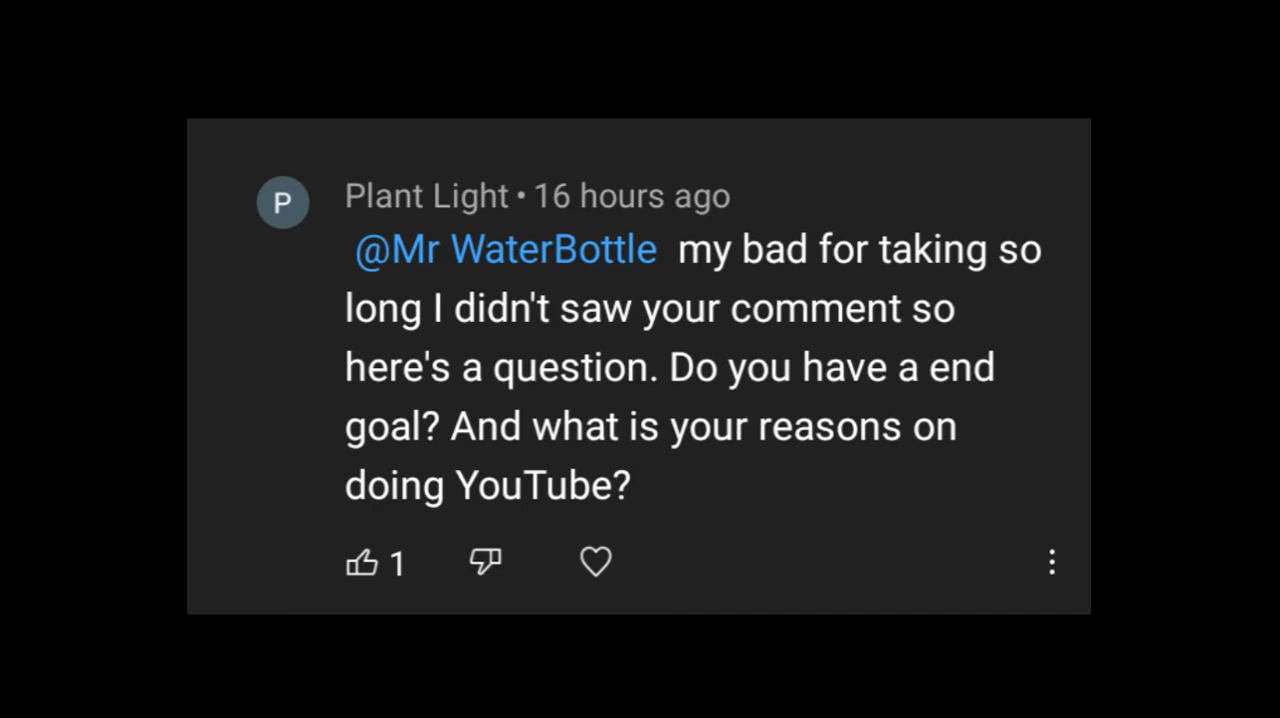 P
Plant Light • 16 hours ago
@Mr WaterBottle my bad for taking so
long I didn't saw your comment so
here's a question. Do you have a end
goal? And what is your reasons on
doing YouTube?
1